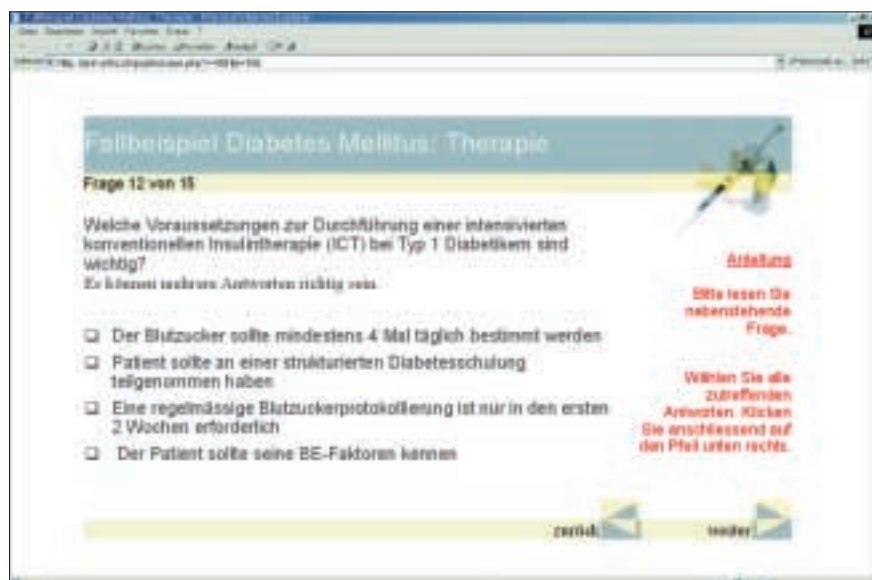 Fallbeispiel Diabetes Mellitus: Therapie
Frage 12 von 15
Welche Voraussetzungen zur Durchführung einer intensivierten
konventionellen Insulintherapie (ICT) bei Typ 1 Diabetikern sind
wichtig?
Es können mehrere Antworten richtig sein.
Der Blutzucker sollte mindestens 4 Mal täglich bestimmt werden
Patient sollte an einer strukturierten Diabetesschulung
teilgenommen haben
Eine regelmässige Blutzuckerprotokollierung ist nur in den ersten
2 Wochen erforderlich
Der Patient sollte seine BE-Faktoren kennen
Anleitung
Bitte lesen Sie
nebenstehende
Frage.
Wählen Sie alle
zutreffenden
Antworten. Klicken
Sie anschliessend auf
den Pfeil unten rechts.
zurück
weiter